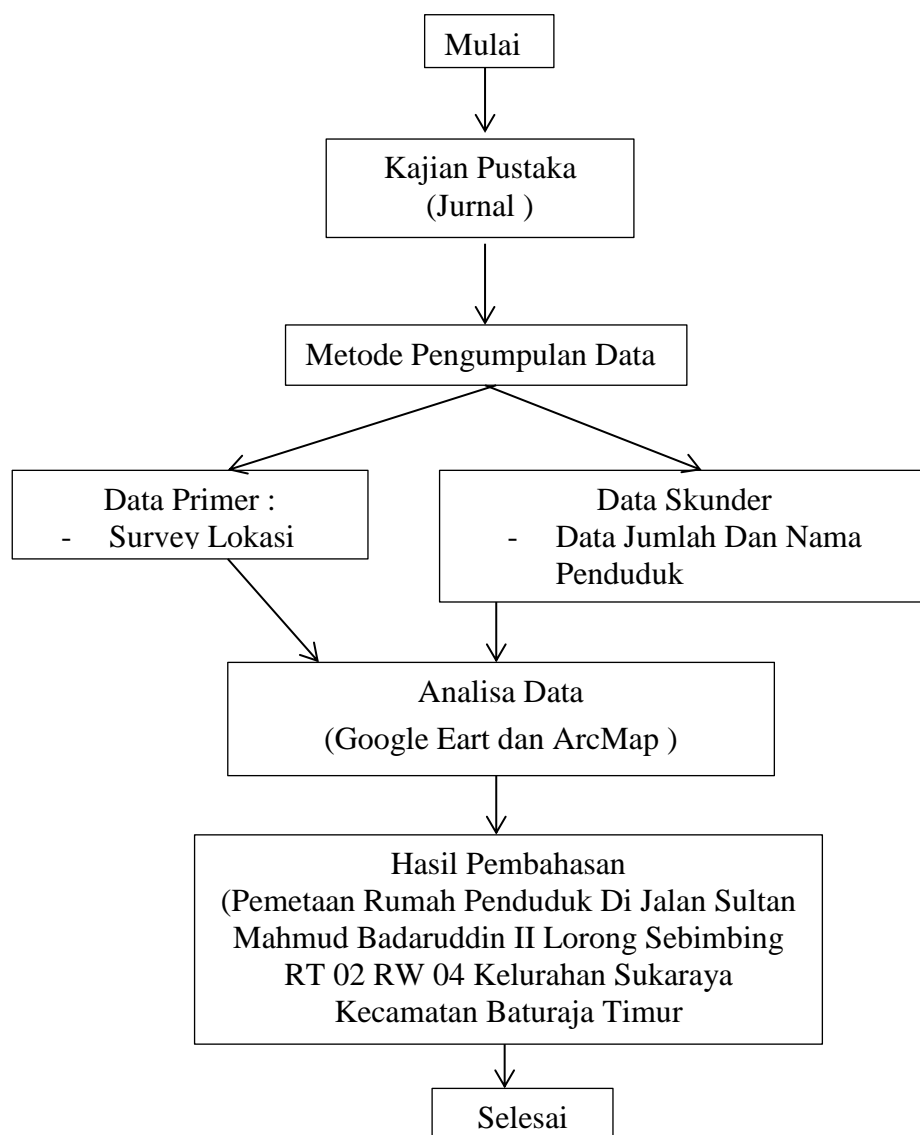 Mulai
Kajian Pustaka
(Jurnal )
Metode Pengumpulan Data
Data Primer :
- Survey Lokasi
Data Skunder
- Data Jumlah Dan Nama
Penduduk
Analisa Data
(Google Eart dan ArcMap )
Hasil Pembahasan
(Pemetaan Rumah Penduduk Di Jalan Sultan
Mahmud Badaruddin II Lorong Sebimbing
RT 02 RW 04 Kelurahan Sukaraya
Kecamatan Baturaja Timur
Selesai